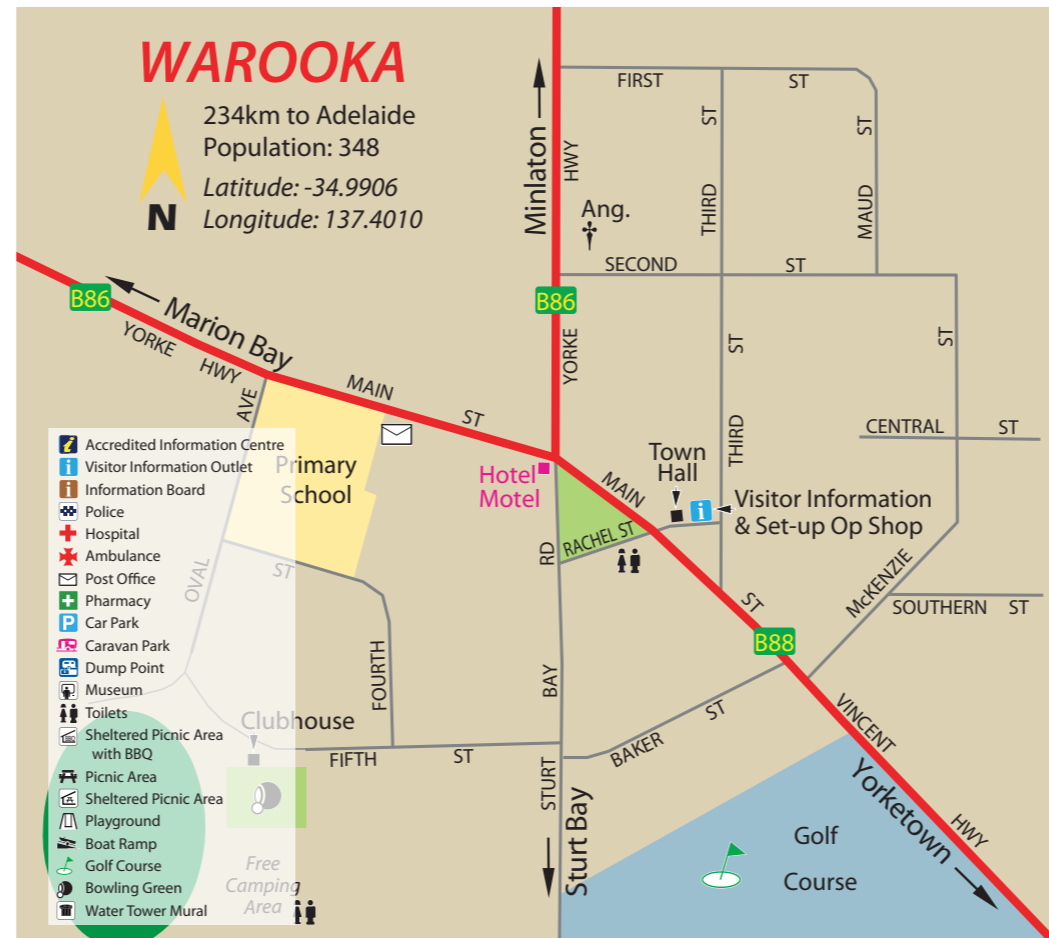 WAROOKA
234km to Adelaide
Population: 348
Latitude: -34.9906
Longitude: 137.4010
N
Minlaton
HWY
FIRST ST
THIRD ST
MAUD ST
Ang.
SECOND ST
B86
B86
Marion Bay
YORKE HWY
YORKE
MAIN ST
AVE
THIRD ST
ST
CENTRAL ST
Primary
School
Hotel
Motel
MAIN
Town
Hall
i
Visitor Information
& Set-up Op Shop
RACHEL ST
RD
OVAL
ST
ST
McKENZIE
SOUTHERN ST
B88
FOURTH
BAY
VINCENT
HWY
Clubhouse
FIFTH ST
BAKER ST
STURT
Sturt Bay
Yorketown
Golf
Course
Free
Camping
Area
i Accredited Information Centre
i Visitor Information Outlet
i Information Board
Police
Hospital
Ambulance
Post Office
Pharmacy
P Car Park
Caravan Park
Dump Point
Museum
Toilets
Sheltered Picnic Area
with BBQ
Picnic Area
Sheltered Picnic Area
Playground
Boat Ramp
Golf Course
Bowling Green
Water Tower Mural